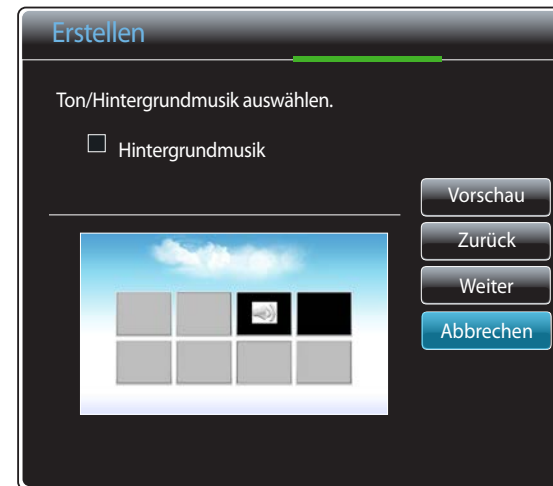 Erstellen
Ton/Hintergrundmusik auswählen.
Hintergrundmusik
Vorschau
Zurück
Weiter
Abbrechen